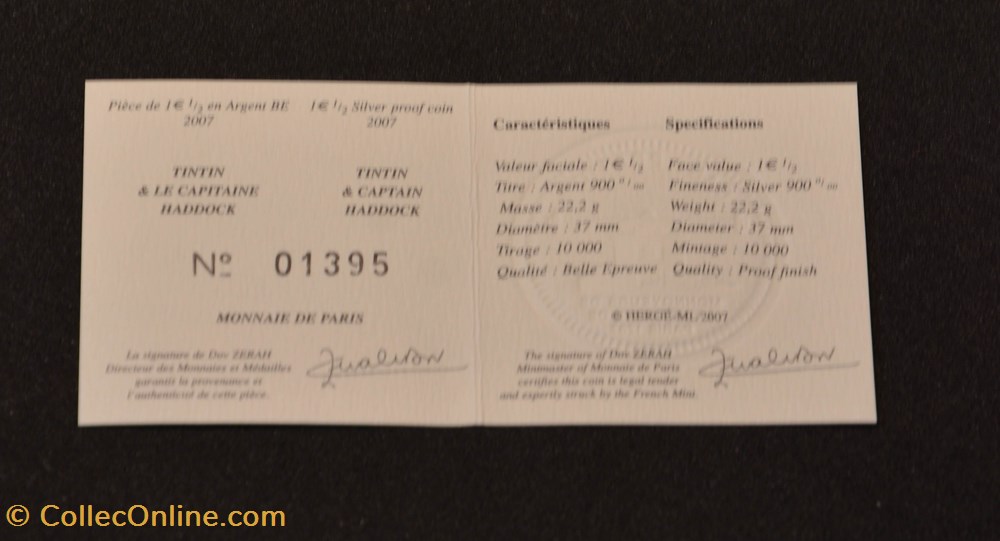 Pièce de 1€ 1/2 en Argent BE
2007
1€ 1/2 Silver proof coin
2007
TINTIN
& LE CAPITAINE
HADDOCK
TINTIN
& CAPTAIN
HADDOCK
Nº 01395
MONNAIE DE PARIS
La signature de Dov ZERAH
Directeur des Monnaies et Médailles
garantit la provenance et
l'authenticité de cette pièce.
Caractéristiques
Valeur faciale : 1€ 1/2
Titre : Argent 900 ‰
Masse : 22,2 g
Diamètre : 37 mm
Tirage : 10 000
Qualité : Belle Epreuve
Specifications
Face value : 1€ 1/2
Fineness : Silver 900 ‰
Weight : 22,2 g
Diameter : 37 mm
Mintage : 10 000
Quality : Proof finish
© HERGÉ-ML/2007
The signature of Dov ZERAH
Mintmaster of Monnaie de Paris
certifies this coin is legal tender
and expertly struck by the French Mint.
© CollecOnline.com